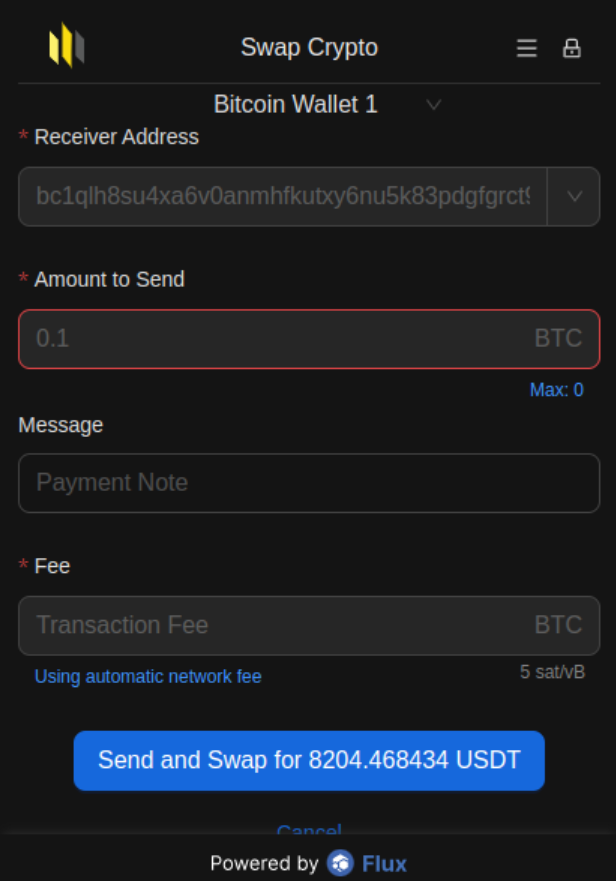 Swap Crypto
Bitcoin Wallet 1
* Receiver Address
bc1qlh8su4xa6v0anmhfkutxy6nu5k83pdgfgrct9
* Amount to Send
0.1 BTC
Max: 0
Message
Payment Note
* Fee
Transaction Fee BTC
Using automatic network fee 5 sat/vB
Send and Swap for 8204.468434 USDT
Cancel
Powered by Flux